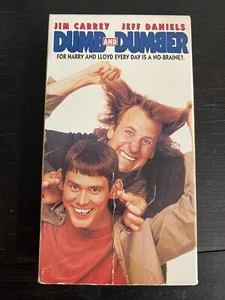 JIM CARREY JEFF DANIELS
DUMB AND DUMBER
FOR HARRY AND LLOYD EVERY DAY IS A NO-BRAINER.